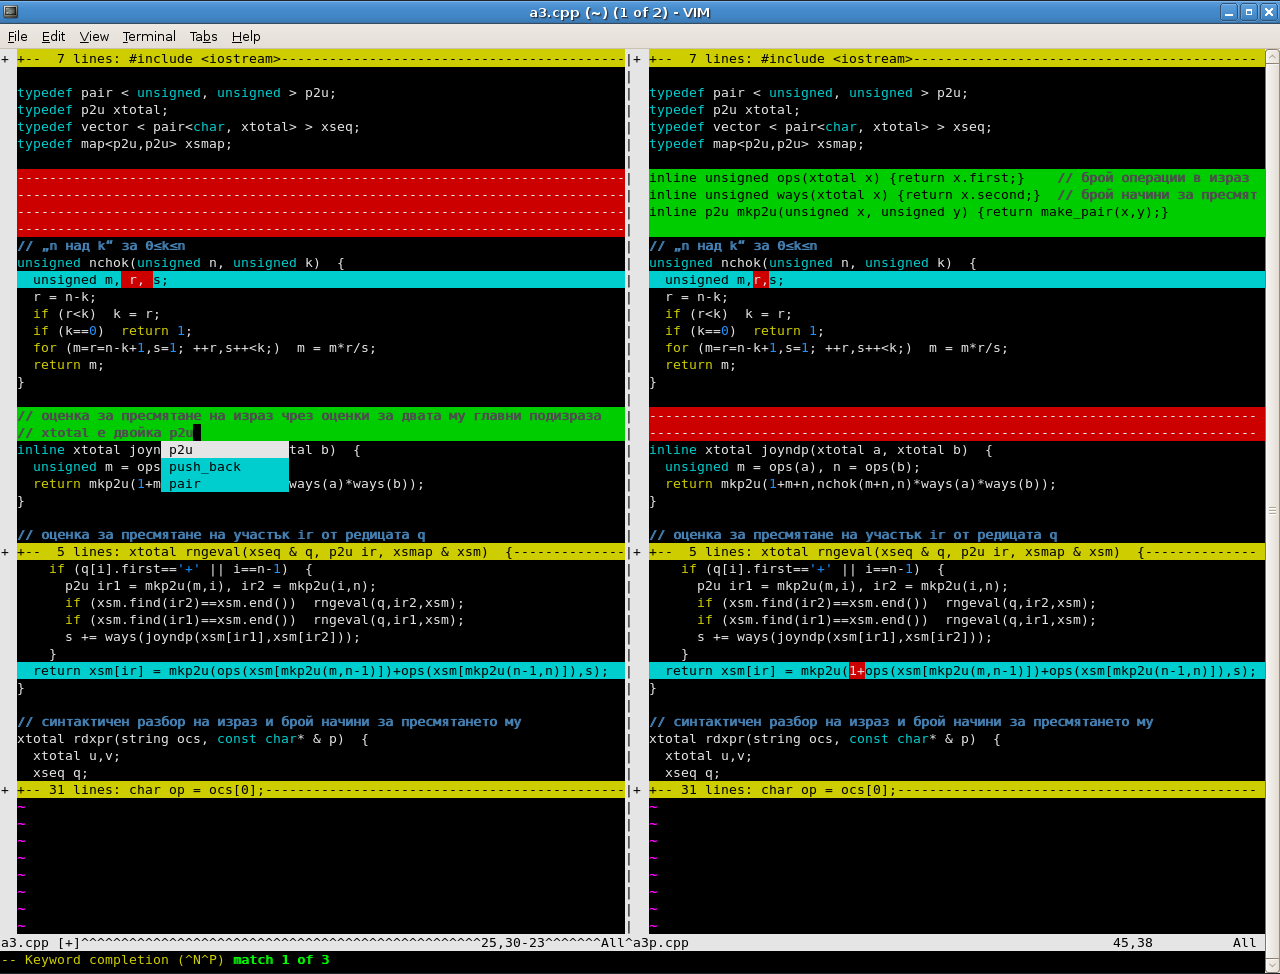 a3.cpp (~) (1 of 2) - VIM
File Edit View Terminal Tabs Help
+ +--  7 lines: #include <iostream>-------------------------------------------
typedef pair < unsigned, unsigned > p2u;
typedef p2u xtotal;
typedef vector < pair<char, xtotal> > xseq;
typedef map<p2u,p2u> xsmap;
// „n над k“ за 0≤k≤n
unsigned nchok(unsigned n, unsigned k)  {
  unsigned m, r, s;
  r = n-k;
  if (r<k)  k = r;
  if (k==0)  return 1;
  for (m=r=n-k+1,s=1; ++r,s++<k;)  m = m*r/s;
  return m;
}
// оценка за пресмятане на израз чрез оценки за двата му главни подизраза
// xtotal е двойка p2u
inline xtotal joyn
tal b)  {
  unsigned m = ops
  return mkp2u(1+m
ways(a)*ways(b));
p2u
push_back
pair
}
// оценка за пресмятане на участък ir от редицата q
+ +--  5 lines: xtotal rngeval(xseq & q, p2u ir, xsmap & xsm)  {--------------
    if (q[i].first=='+' || i==n-1)  {
      p2u ir1 = mkp2u(m,i), ir2 = mkp2u(i,n);
      if (xsm.find(ir2)==xsm.end())  rngeval(q,ir2,xsm);
      if (xsm.find(ir1)==xsm.end())  rngeval(q,ir1,xsm);
      s += ways(joyndp(xsm[ir1],xsm[ir2]));
    }
  return xsm[ir] = mkp2u(ops(xsm[mkp2u(m,n-1)])+ops(xsm[mkp2u(n-1,n)]),s);
}
// синтактичен разбор на израз и брой начини за пресмятането му
xtotal rdxpr(string ocs, const char* & p)  {
  xtotal u,v;
  xseq q;
+ +-- 31 lines: char op = ocs[0];---------------------------------------------
~
~
~
~
~
~
~
~
+ +--  7 lines: #include <iostream>-------------------------------------------
typedef pair < unsigned, unsigned > p2u;
typedef p2u xtotal;
typedef vector < pair<char, xtotal> > xseq;
typedef map<p2u,p2u> xsmap;
inline unsigned ops(xtotal x) {return x.first;}    // брой операции в израз
inline unsigned ways(xtotal x) {return x.second;}  // брой начини за пресмят
inline p2u mkp2u(unsigned x, unsigned y) {return make_pair(x,y);}
// „n над k“ за 0≤k≤n
unsigned nchok(unsigned n, unsigned k)  {
  unsigned m,r,s;
  r = n-k;
  if (r<k)  k = r;
  if (k==0)  return 1;
  for (m=r=n-k+1,s=1; ++r,s++<k;)  m = m*r/s;
  return m;
}
inline xtotal joyndp(xtotal a, xtotal b)  {
  unsigned m = ops(a), n = ops(b);
  return mkp2u(1+m+n,nchok(m+n,n)*ways(a)*ways(b));
}
// оценка за пресмятане на участък ir от редицата q
+ +--  5 lines: xtotal rngeval(xseq & q, p2u ir, xsmap & xsm)  {--------------
    if (q[i].first=='+' || i==n-1)  {
      p2u ir1 = mkp2u(m,i), ir2 = mkp2u(i,n);
      if (xsm.find(ir2)==xsm.end())  rngeval(q,ir2,xsm);
      if (xsm.find(ir1)==xsm.end())  rngeval(q,ir1,xsm);
      s += ways(joyndp(xsm[ir1],xsm[ir2]));
    }
  return xsm[ir] = mkp2u(1+ops(xsm[mkp2u(m,n-1)])+ops(xsm[mkp2u(n-1,n)]),s);
}
// синтактичен разбор на израз и брой начини за пресмятането му
xtotal rdxpr(string ocs, const char* & p)  {
  xtotal u,v;
  xseq q;
+ +-- 31 lines: char op = ocs[0];---------------------------------------------
~
~
~
~
~
~
~
~
a3.cpp [+]^^^^^^^^^^^^^^^^^^^^^^^^^^^^^^^^^^^^^^^^^^^^^^^^^^25,30-23^^^^^^^All^a3p.cpp 45,38 All
-- Keyword completion (^N^P) match 1 of 3